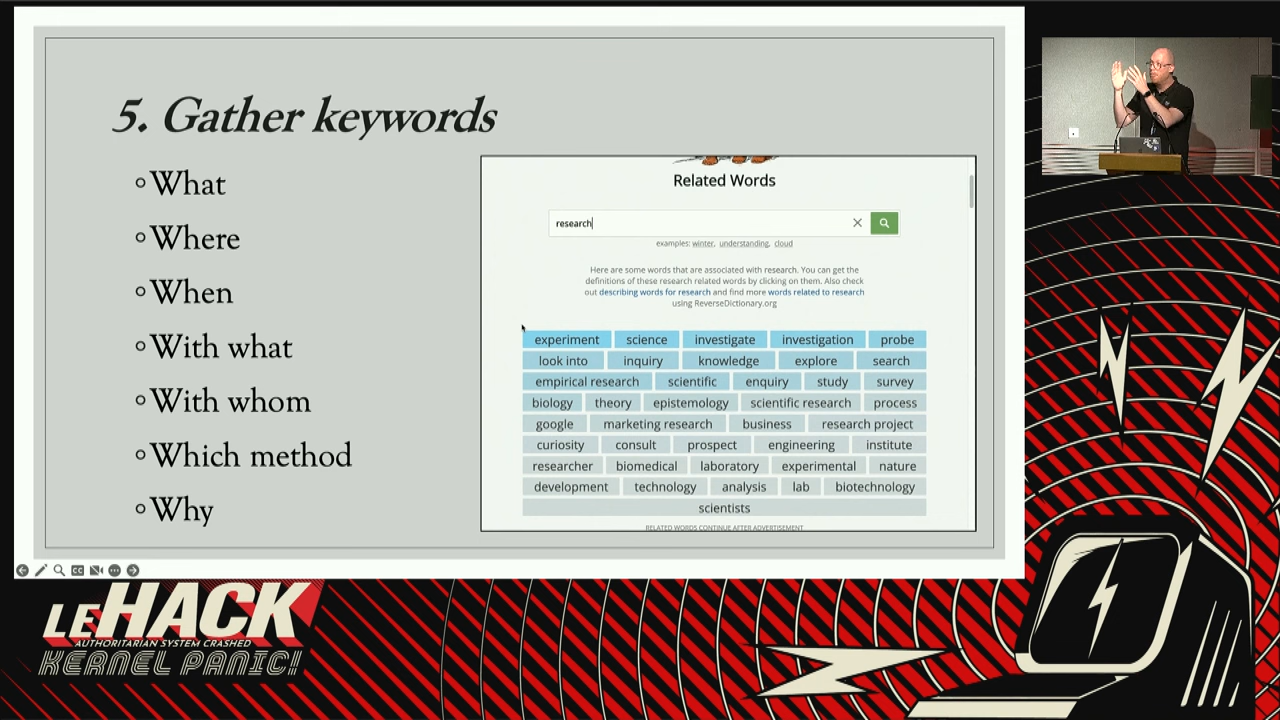 5. Gather keywords
What
Where
When
With what
With whom
Which method
Why
Related Words
research
examples: winter, understanding, cloud
Here are some words that are associated with research. You can get the
definitions of these research related words by clicking on them. Also check
out describing words for research and find more words related to research
using ReverseDictionary.org
experiment science investigate investigation probe
look into inquiry knowledge explore search
empirical research scientific enquiry study survey
biology theory epistemology scientific research process
google marketing research business research project
curiosity consult prospect engineering institute
researcher biomedical laboratory experimental nature
development technology analysis lab biotechnology
scientists
RELATED WORDS CONTINUE AFTER ADVERTISEMENT
CC
LEHACK
AUTHORITARIAN SYSTEM CRASHED
KERNEL PANIC!